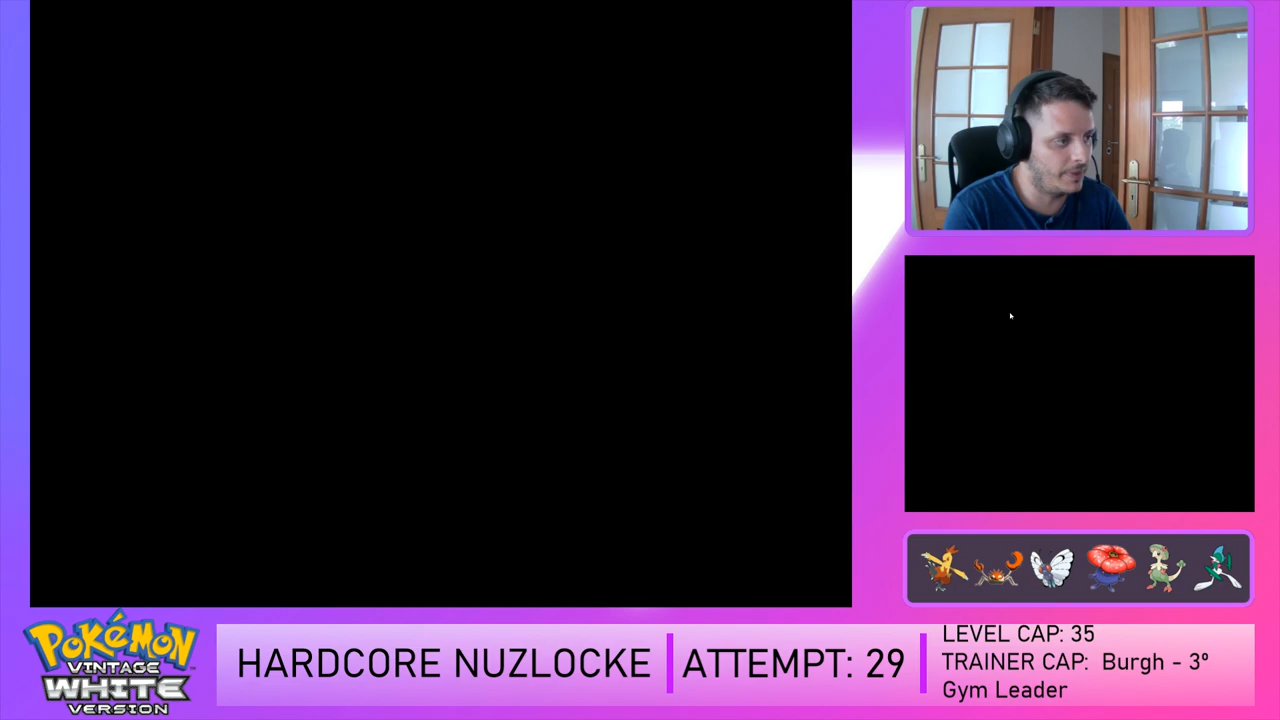 LEVEL CAP: 35
TRAINER CAP:  Burgh - 3º
Gym Leader
POKéMON
VINTAGE
WHITE
VERSION
HARDCORE NUZLOCKE
ATTEMPT: 29